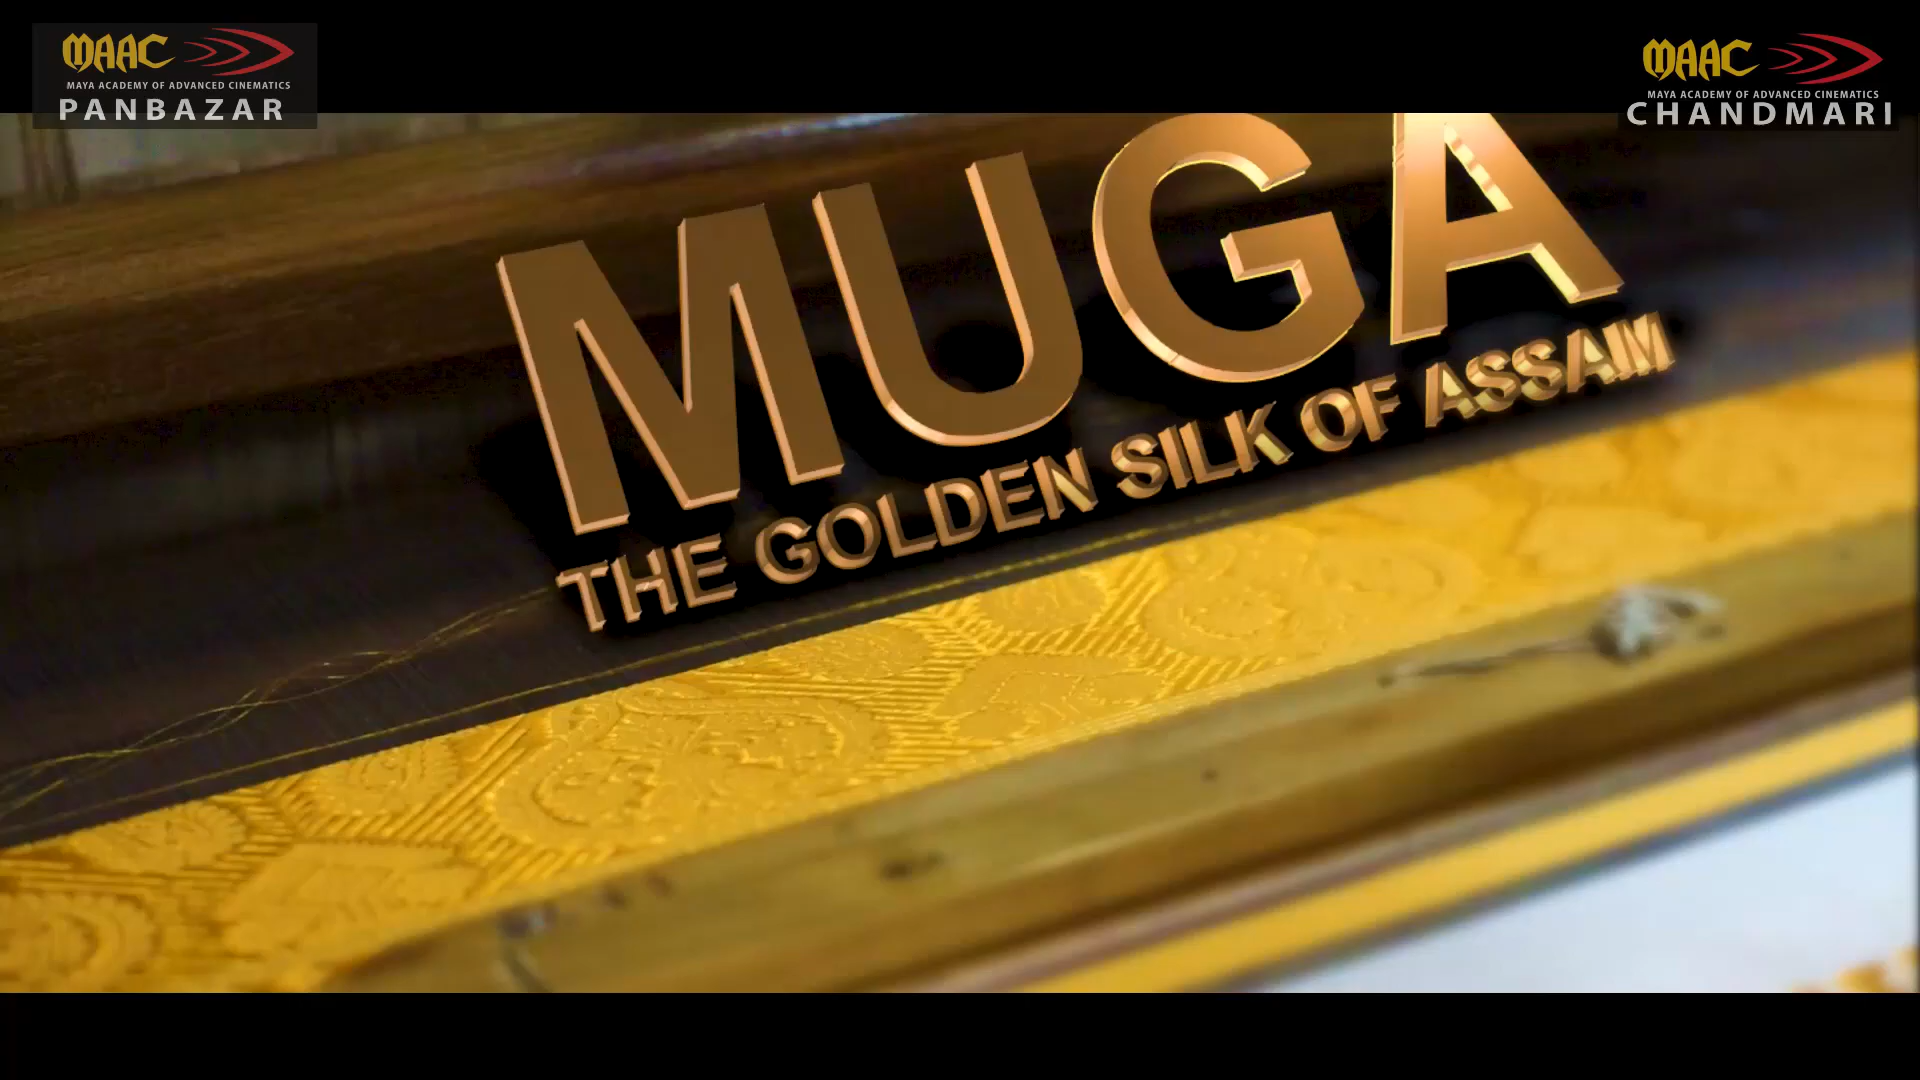 MAAC
MAYA ACADEMY OF ADVANCED CINEMATICS
PANBAZAR
MAAC
MAYA ACADEMY OF ADVANCED CINEMATICS
CHANDMARI
MUGA
THE GOLDEN SILK OF ASSAM